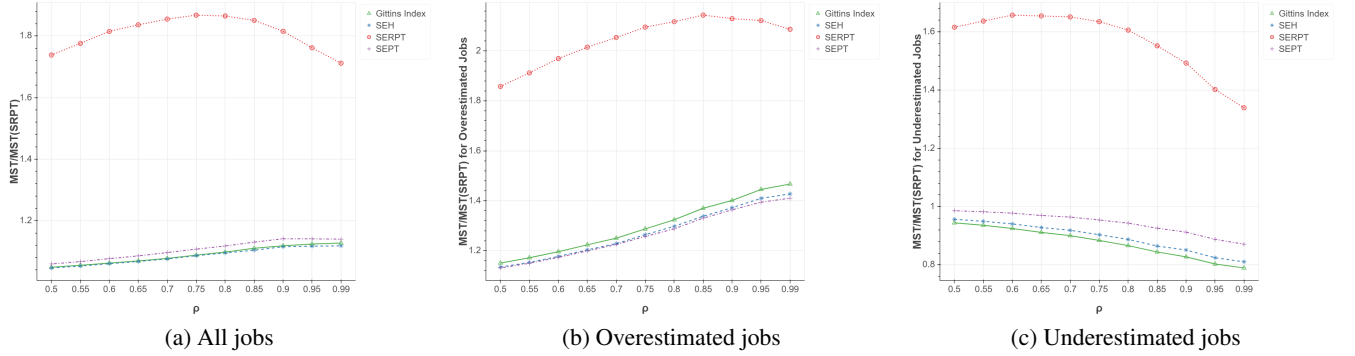 MST/MST(SRPT)
1.8
1.6
1.4
1.2
0.5 0.55 0.6 0.65 0.7 0.75 0.8 0.85 0.9 0.95 0.99
ρ
Gittins Index
SEH
SERPT
SEPT
(a) All jobs
MST/MST(SRPT) for Overestimated Jobs
2
1.8
1.6
1.4
1.2
0.5 0.55 0.6 0.65 0.7 0.75 0.8 0.85 0.9 0.95 0.99
ρ
Gittins Index
SEH
SERPT
SEPT
(b) Overestimated jobs
MST/MST(SRPT) for Underestimated Jobs
1.6
1.4
1.2
1
0.8
0.5 0.55 0.6 0.65 0.7 0.75 0.8 0.85 0.9 0.95 0.99
ρ
Gittins Index
SEH
SERPT
SEPT
(c) Underestimated jobs